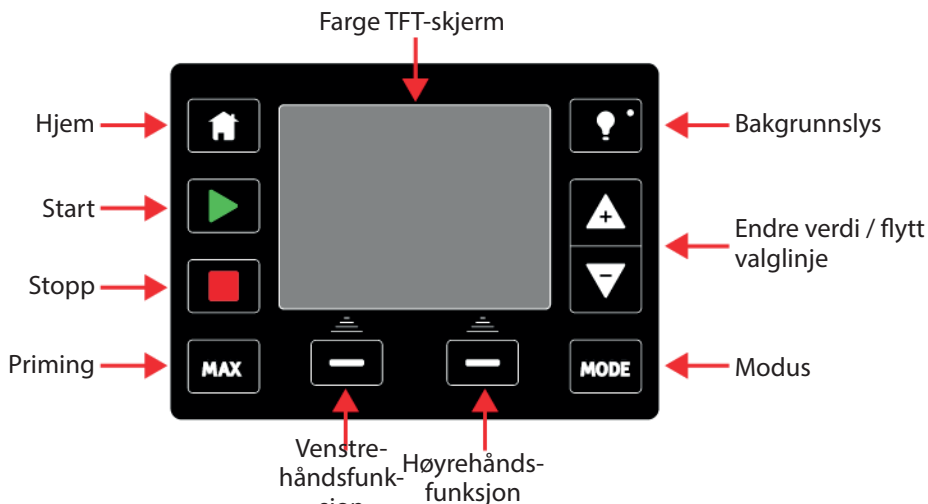 Farge TFT-skjerm
Hjem
Bakgrunnslys
Start
Endre verdi / flytt
valglinje
Stopp
Priming
MAX
MODE
Modus
Venstre-
håndsfunk-
sjon
Høyrehånds-
funksjon